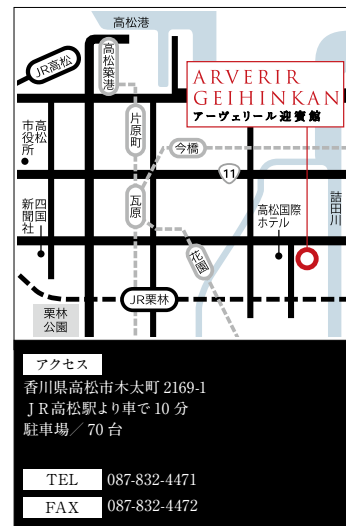 高松港
JR高松
高松築港
ARVERIR
GEIHINKAN
アーヴェリール迎賓館
片原町
高松市役所
今橋
11
詰田川
瓦原
四国新聞社
高松国際
ホテル
花園
JR栗林
栗林
公園
アクセス
香川県高松市木太町 2169-1
ＪＲ高松駅より車で 10 分
駐車場／ 70 台
TEL 087-832-4471
FAX 087-832-4472